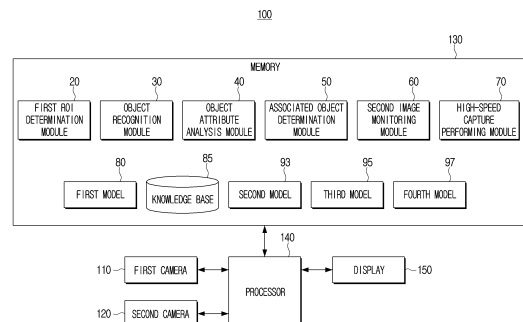 100
130
MEMORY
20
30
40
50
60
70
FIRST ROI
DETERMINATION
MODULE
OBJECT
RECOGNITION
MODULE
OBJECT
ATTRIBUTE
ANALYSIS MODULE
ASSOCIATED OBJECT
DETERMINATION
MODULE
SECOND IMAGE
MONITORING
MODULE
HIGH-SPEED
CAPTURE
PERFORMING MODULE
80
85
93
95
97
FIRST MODEL
KNOWLEDGE BASE
SECOND MODEL
THIRD MODEL
FOURTH MODEL
140
110
FIRST CAMERA
PROCESSOR
DISPLAY
150
120
SECOND CAMERA